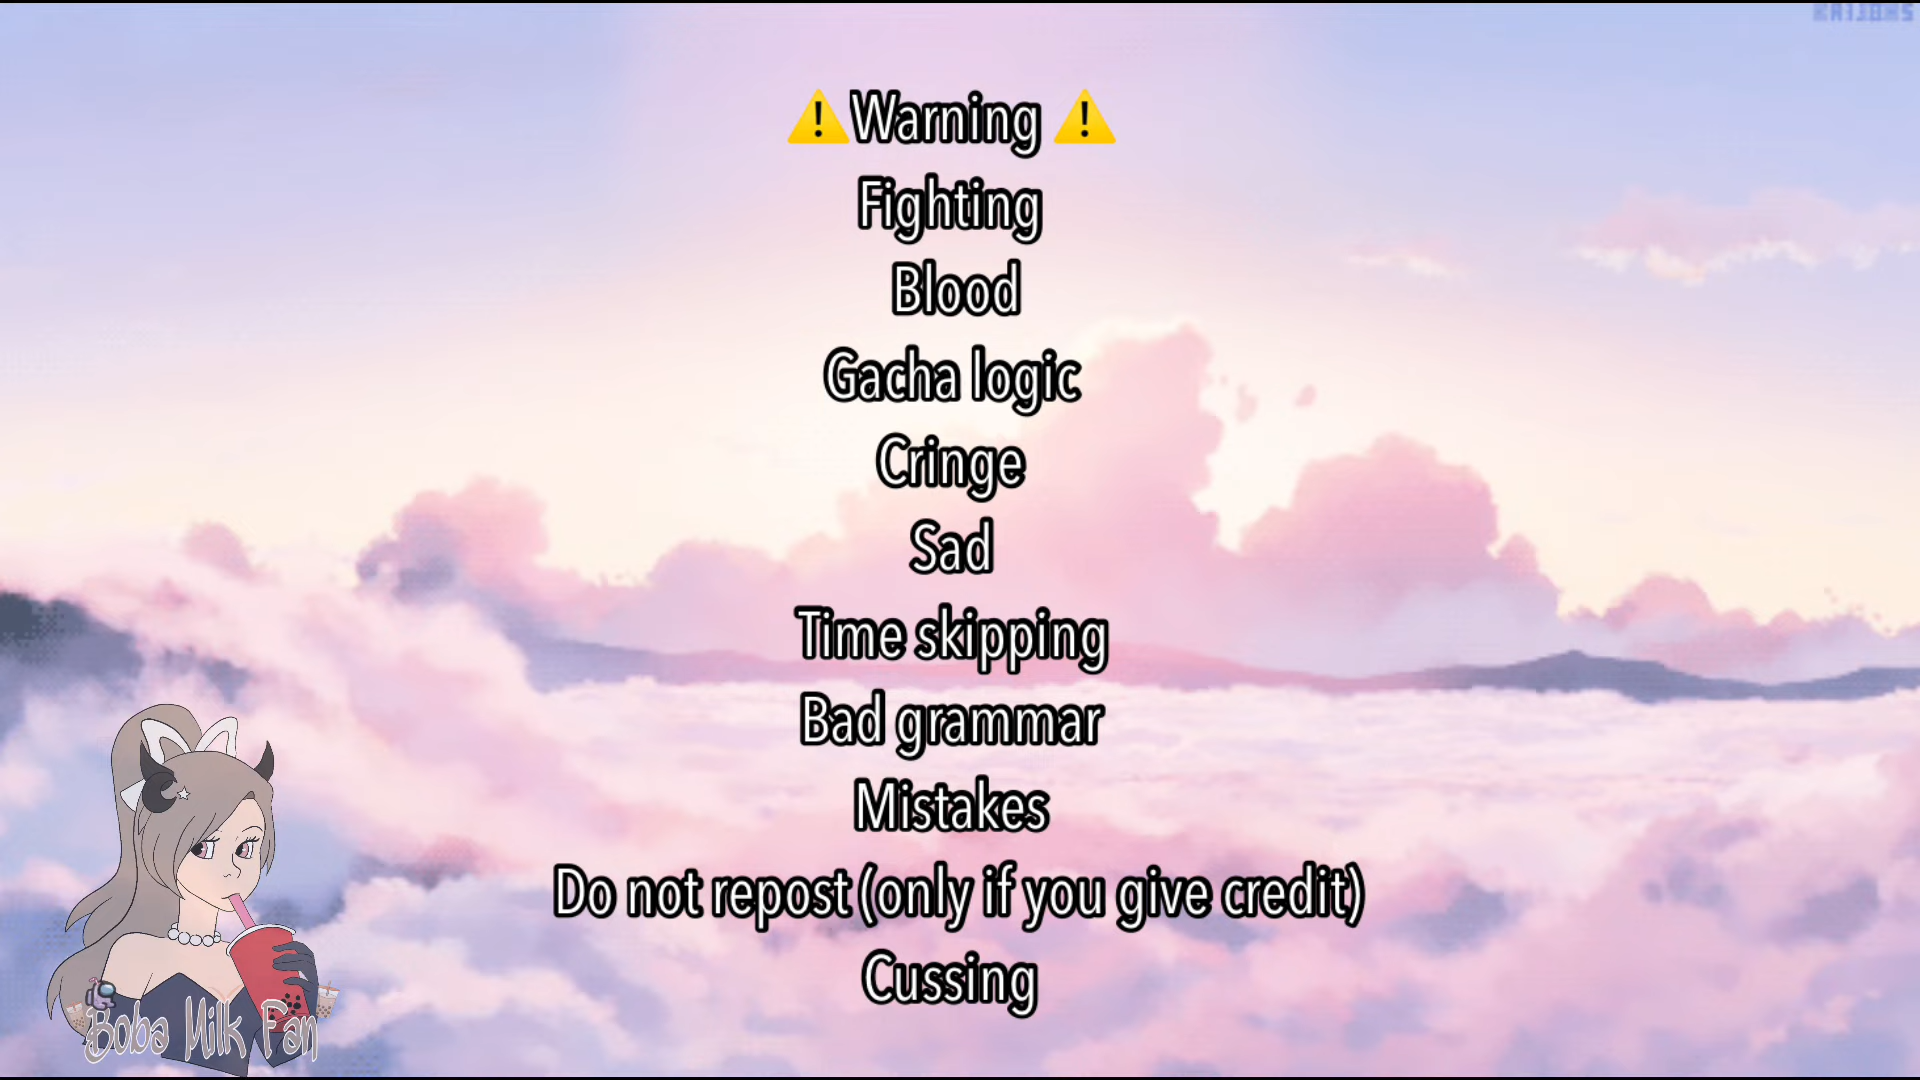 ⚠️Warning ⚠️
Fighting
Blood
Gacha logic
Cringe
Sad
Time skipping
Bad grammar
Mistakes
Do not repost (only if you give credit)
Cussing
Boba Milk Fan